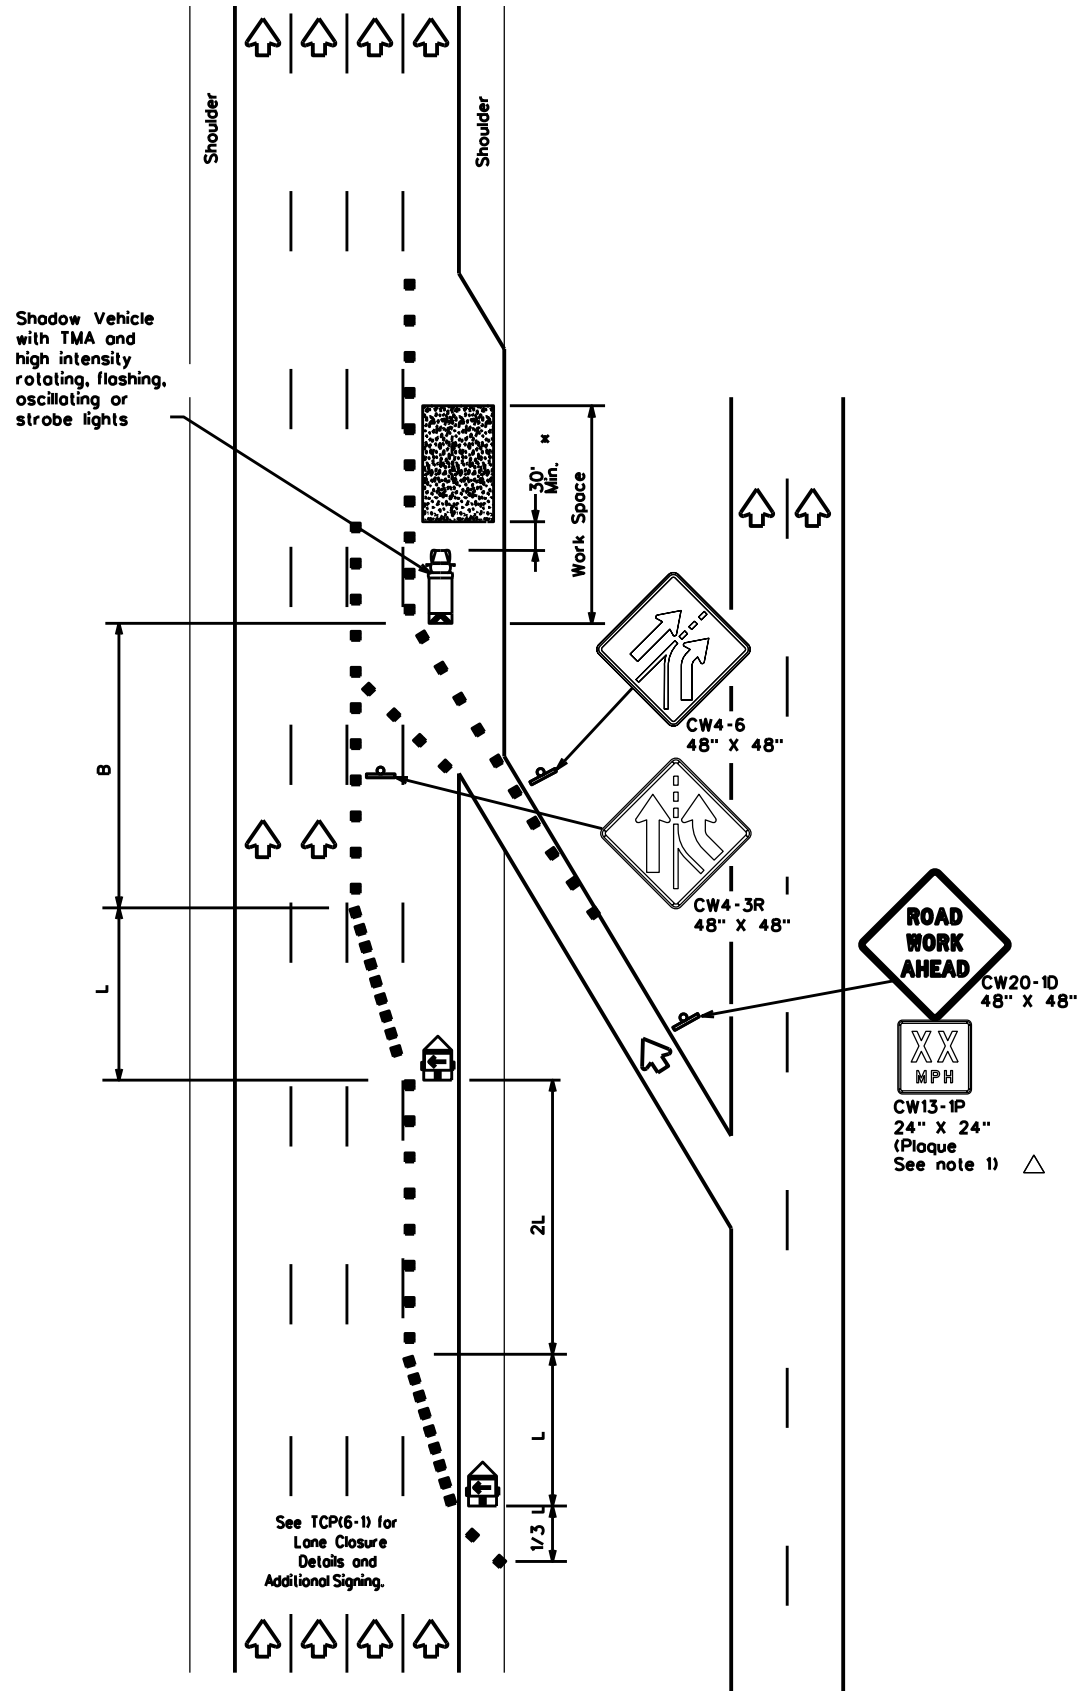 Shoulder
Shoulder
Shadow Vehicle
with TMA and
high intensity
rotating, flashing,
oscillating or
strobe lights
30'
Min.
x
Work Space
CW4-6
48" X 48"
B
CW4-3R
48" X 48"
ROAD
WORK
AHEAD
CW20-1D
48" X 48"
L
XX
MPH
CW13-1P
24" X 24"
(Plaque
See note 1)
2L
L
1/3 L
See TCP(6-1) for
Lane Closure
Details and
Additional Signing.